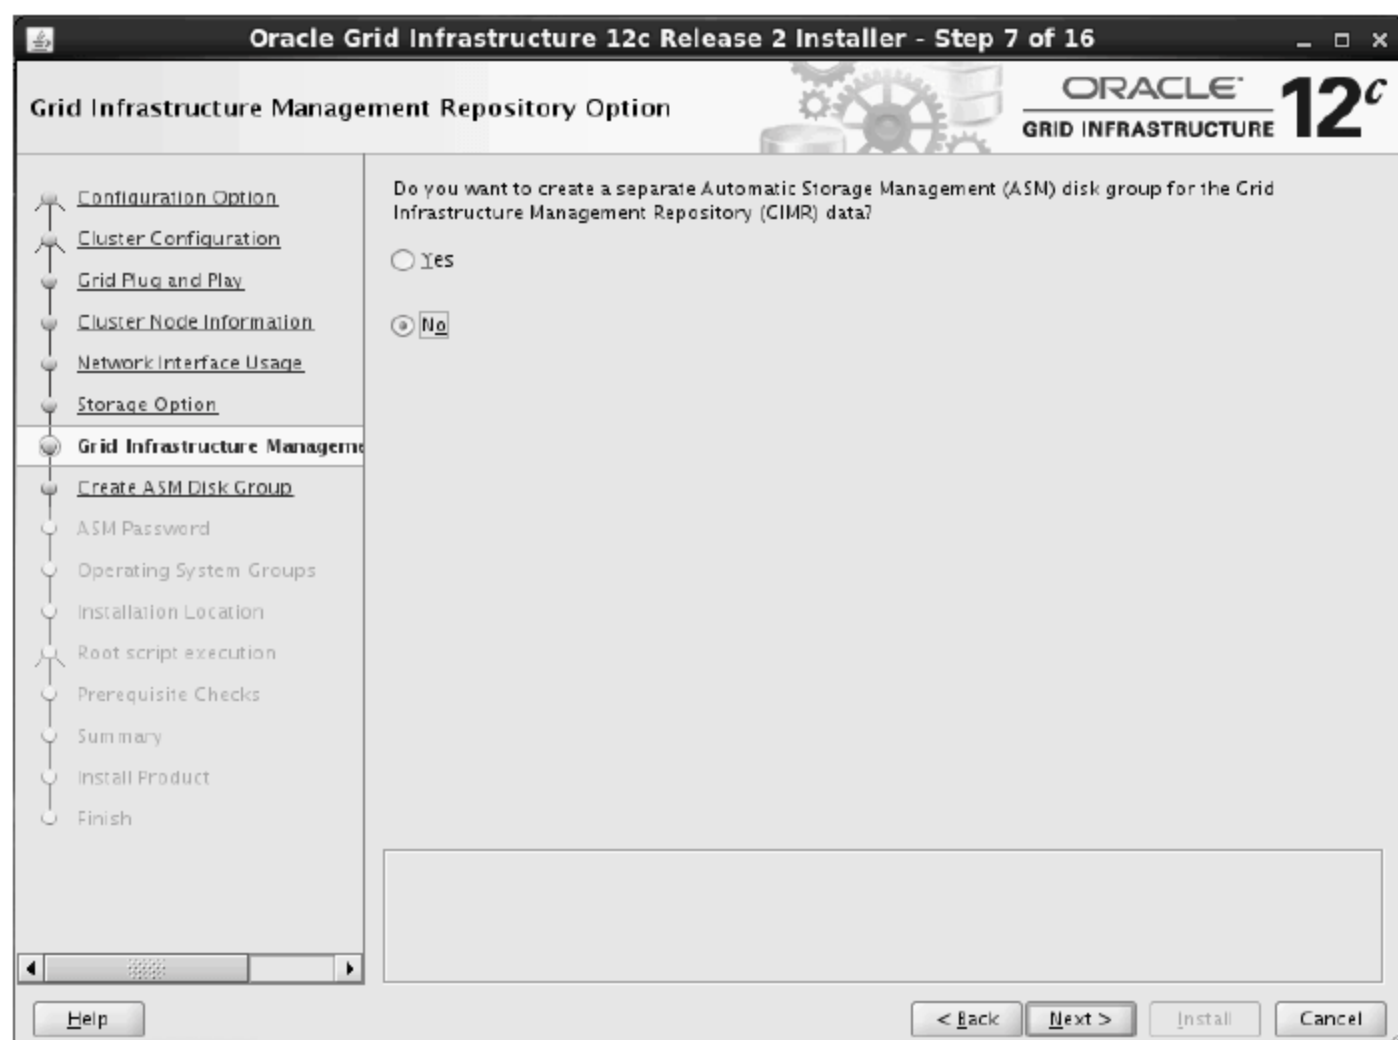 Oracle Grid Infrastructure 12c Release 2 Installer - Step 7 of 16
Grid Infrastructure Management Repository Option
ORACLE
GRID INFRASTRUCTURE
12c
Configuration Option
Cluster Configuration
Grid Plug and Play
Cluster Node Information
Network Interface Usage
Storage Option
Grid Infrastructure Manageme
Create ASM Disk Group
ASM Password
Operating System Groups
Installation Location
Root script execution
Prerequisite Checks
Summary
Install Product
Finish
Do you want to create a separate Automatic Storage Management (ASM) disk group for the Grid
Infrastructure Management Repository (GIMR) data?
Yes
No
Help
< Back
Next >
Install
Cancel